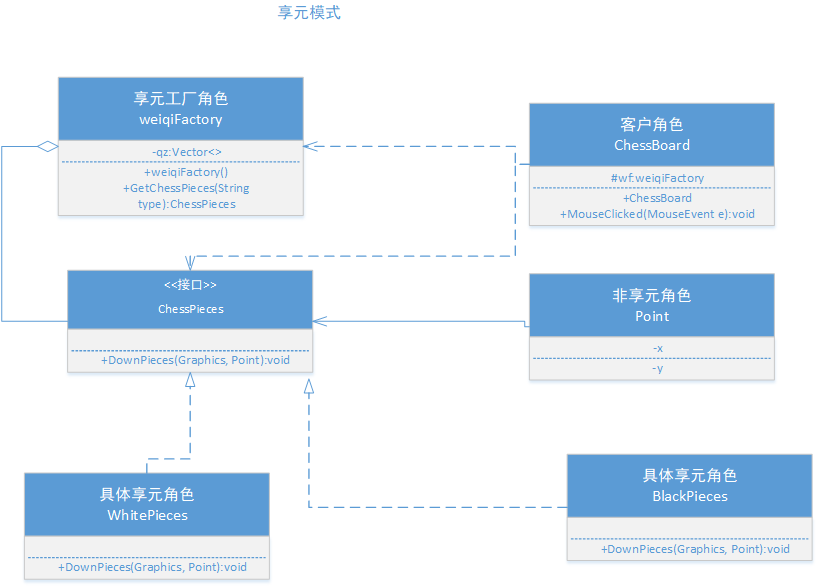 享元模式
享元工厂角色
weiqiFactory
-qz:Vector<>
+weiqiFactory()
+GetChessPieces(String
type):ChessPieces
客户角色
ChessBoard
#wf:weiqiFactory
+ChessBoard
+MouseClicked(MouseEvent e):void
<<接口>>
ChessPieces
+DownPieces(Graphics, Point):void
非享元角色
Point
-x
-y
具体享元角色
WhitePieces
+DownPieces(Graphics, Point):void
具体享元角色
BlackPieces
+DownPieces(Graphics, Point):void